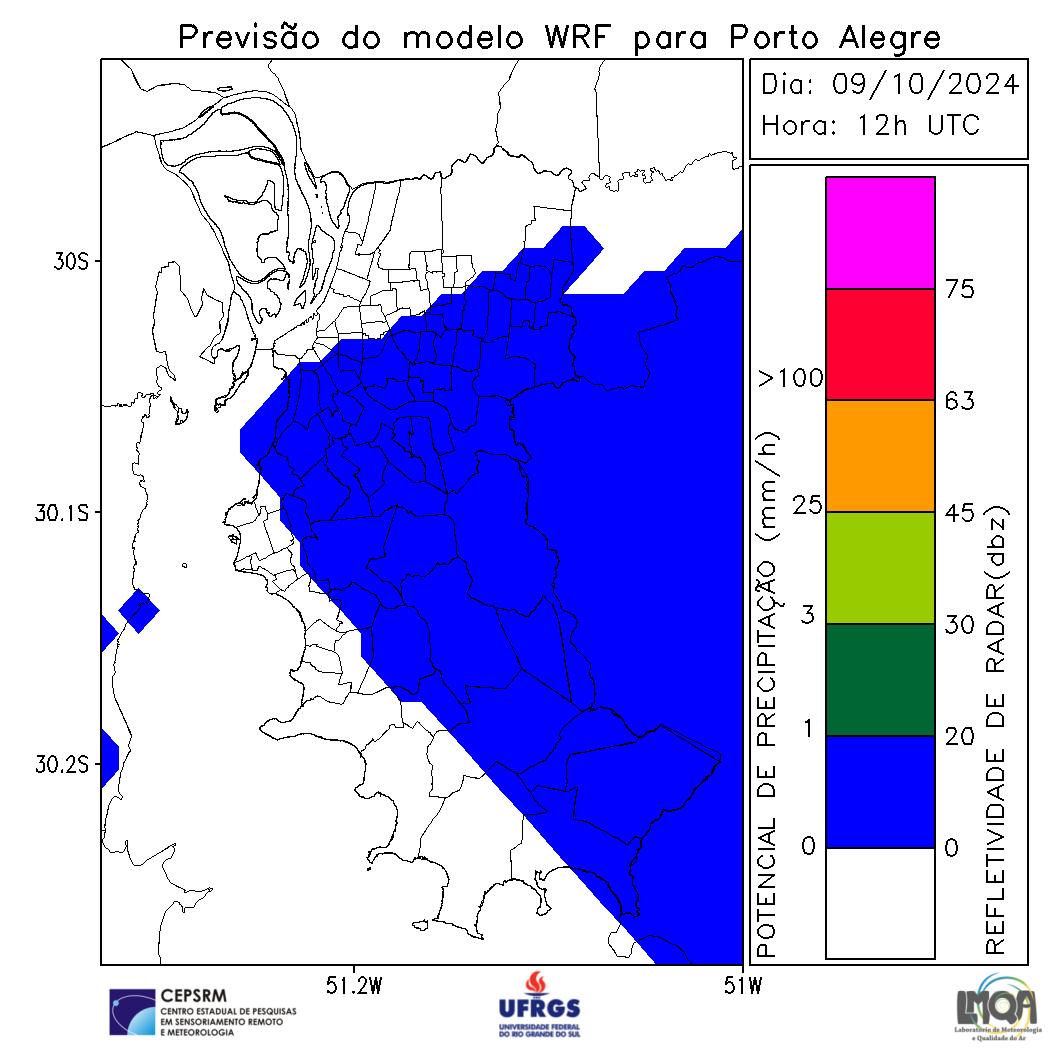 Previsão do modelo WRF para Porto Alegre
Dia: 09/10/2024
Hora: 12h UTC
30S
30.1S
30.2S
51.2W
51W
POTENCIAL DE PRECIPITAÇÃO (mm/h)
>100
25
3
1
0
75
63
45
30
20
0
REFLETIVIDADE DE RADAR(dbz)
CEPSRM
CENTRO ESTADUAL DE PESQUISAS
EM SENSORIAMENTO REMOTO
E METEOROLOGIA
UFRGS
UNIVERSIDADE FEDERAL
DO RIO GRANDE DO SUL
LMQA
Laboratório de Meteorologia
e Qualidade do Ar